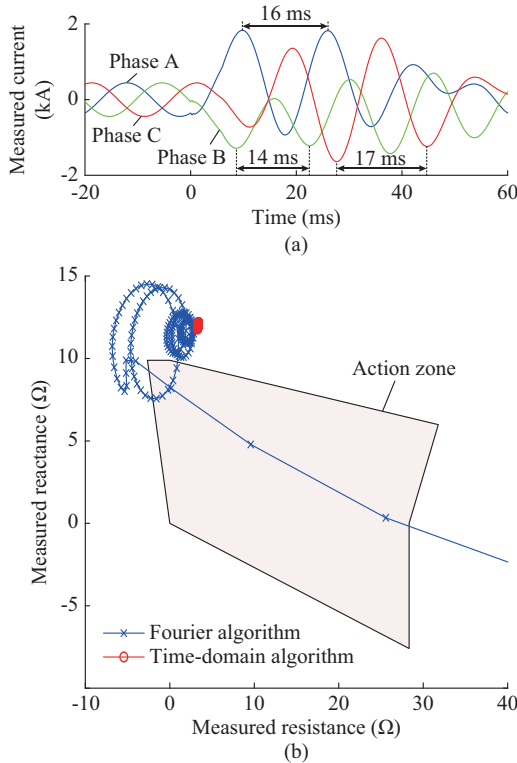 16 ms
Phase A
Phase C
Phase B
14 ms
17 ms
Measured current
(kA)
2
0
-2
-20
0
20
40
60
Time (ms)
(a)
15
10
5
0
-5
-10
0
10
20
30
40
Action zone
Fourier algorithm
Time-domain algorithm
Measured reactance (Ω)
Measured resistance (Ω)
(b)